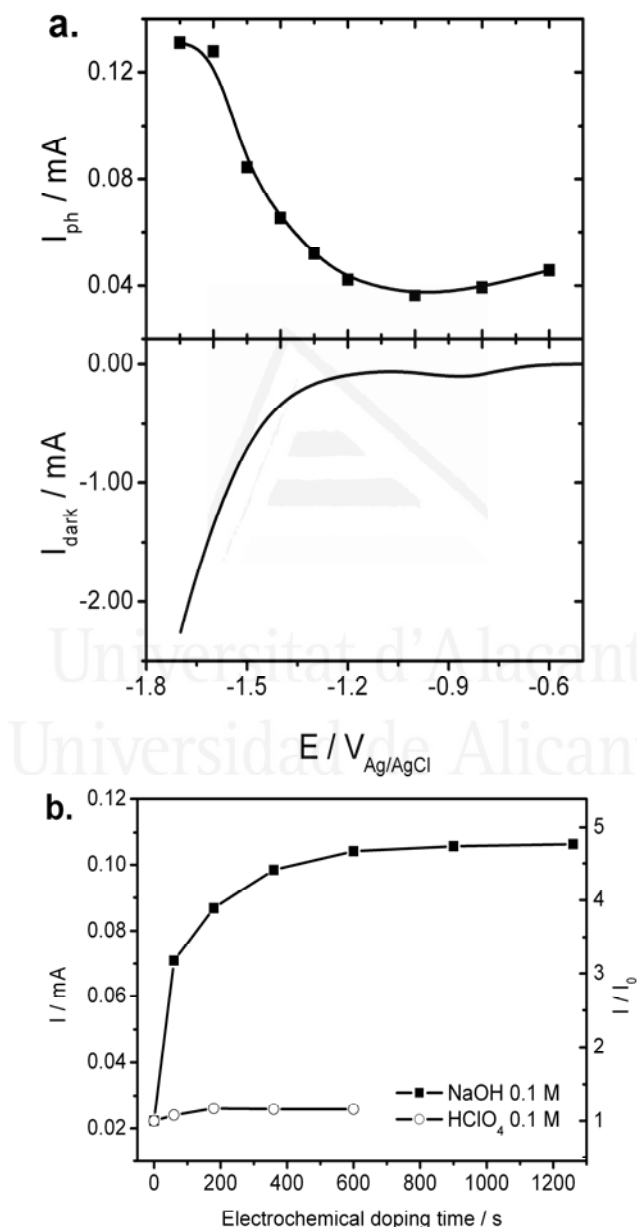 a.
0.12
0.08
0.04
I_ph / mA
0.00
-1.00
-2.00
I_dark / mA
-1.8 -1.5 -1.2 -0.9 -0.6
E / V_Ag/AgCl
Universitat d'Alacant
Universidad de Alicante
b.
0.12
0.10
0.08
0.06
0.04
0.02
I / mA
5
4
3
2
1
I / I_0
NaOH 0.1 M
HClO_4 0.1 M
0 200 400 600 800 1000 1200
Electrochemical doping time / s